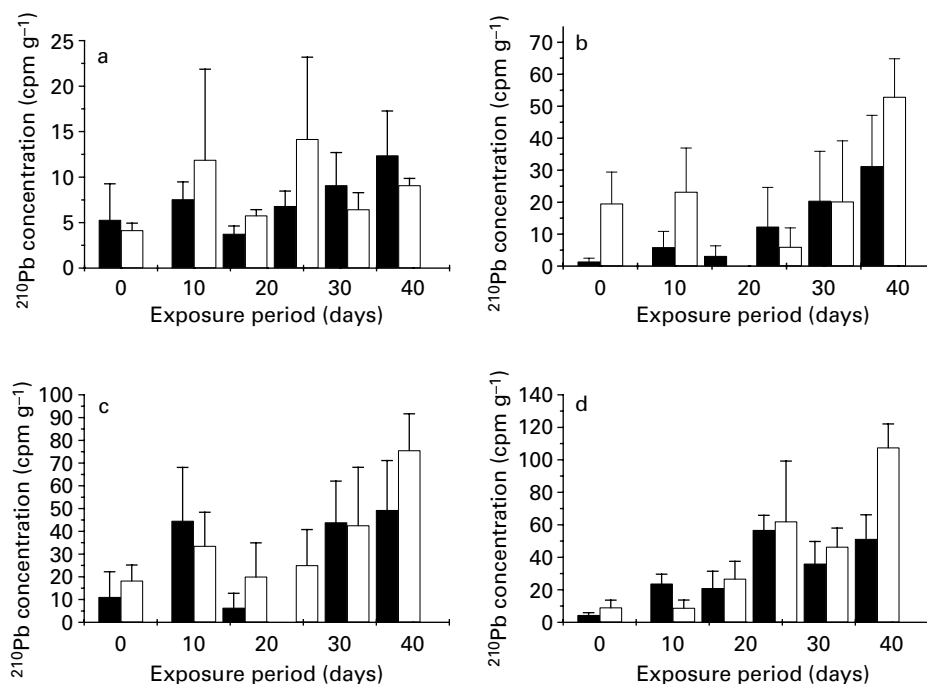 a
²¹⁰Pb concentration (cpm g⁻¹)
25
20
15
10
5
0
0 10 20 30 40
Exposure period (days)
b
²¹⁰Pb concentration (cpm g⁻¹)
70
60
50
40
30
20
10
0
0 10 20 30 40
Exposure period (days)
c
²¹⁰Pb concentration (cpm g⁻¹)
100
90
80
70
60
50
40
30
20
10
0
0 10 20 30 40
Exposure period (days)
d
²¹⁰Pb concentration (cpm g⁻¹)
140
120
100
80
60
40
20
0
0 10 20 30 40
Exposure period (days)